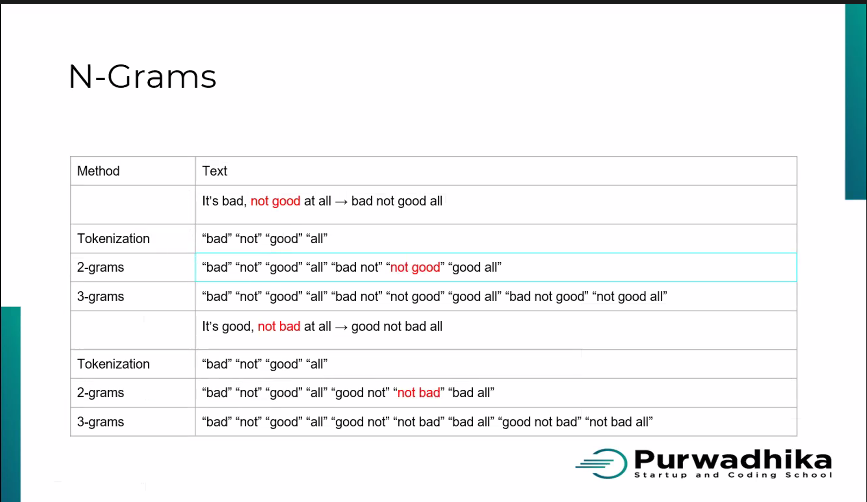 N-Grams
Method Text
It's bad, not good at all → bad not good all
Tokenization “bad” “not” “good” “all”
2-grams “bad” “not” “good” “all” “bad not” “not good” “good all”
3-grams “bad” “not” “good” “all” “bad not” “not good” “good all” “bad not good” “not good all”
It's good, not bad at all → good not bad all
Tokenization “bad” “not” “good” “all”
2-grams “bad” “not” “good” “all” “good not” “not bad” “bad all”
3-grams “bad” “not” “good” “all” “good not” “not bad” “bad all” “good not bad” “not bad all”
Purwadhika
Startup and Coding School